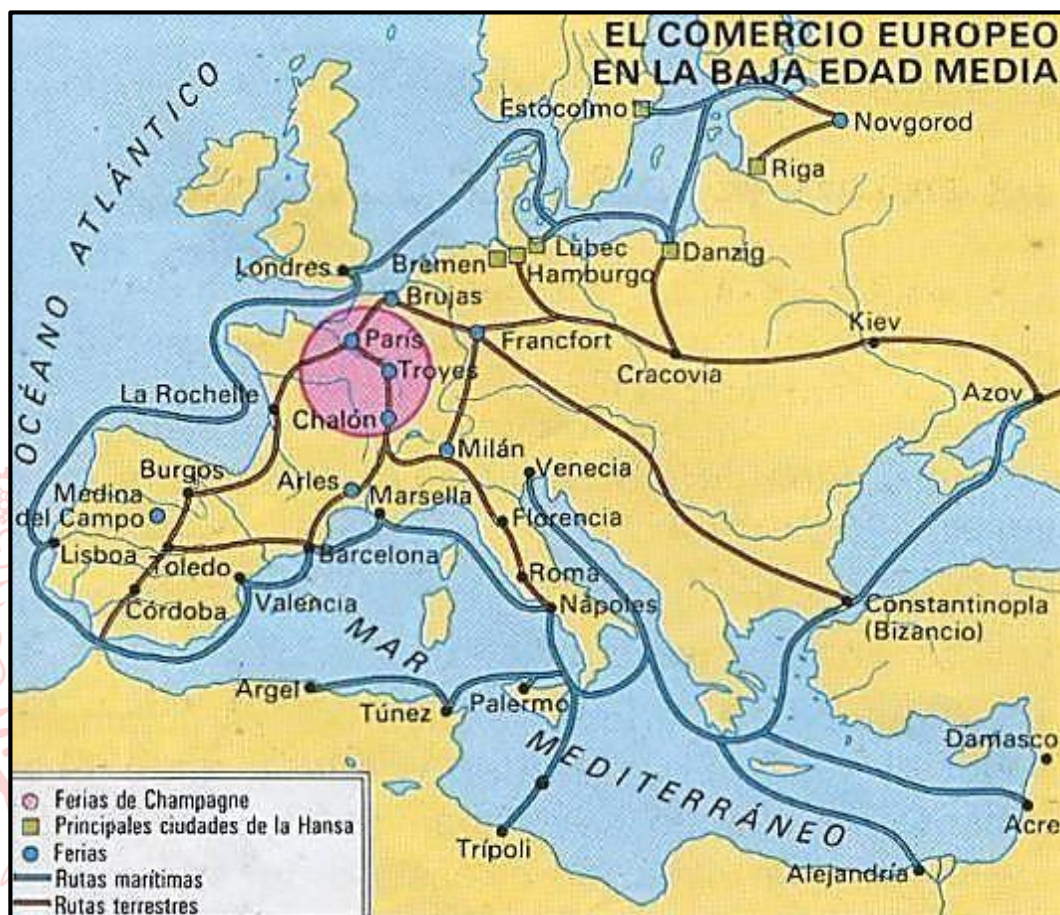 EL COMERCIO EUROPEO
EN LA BAJA EDAD MEDIA
OCÉANO ATLÁNTICO
Estocolmo
Novgorod
Riga
Londres
Bremen
Lübec
Hamburgo
Danzig
Brujas
París
Francfort
Kiev
Troyes
Cracovia
La Rochelle
Chalón
Azov
Milán
Burgos
Arles
Venecia
Medina
del Campo
Marsella
Florencia
Lisboa
Toledo
Barcelona
Roma
Córdoba
Valencia
Nápoles
Constantinopla
(Bizancio)
MAR
MEDITERRÁNEO
Argel
Túnez
Palermo
Damasco
Trípoli
Acre
Alejandría
Ferias de Champagne
Principales ciudades de la Hansa
Ferias
Rutas marítimas
Rutas terrestres